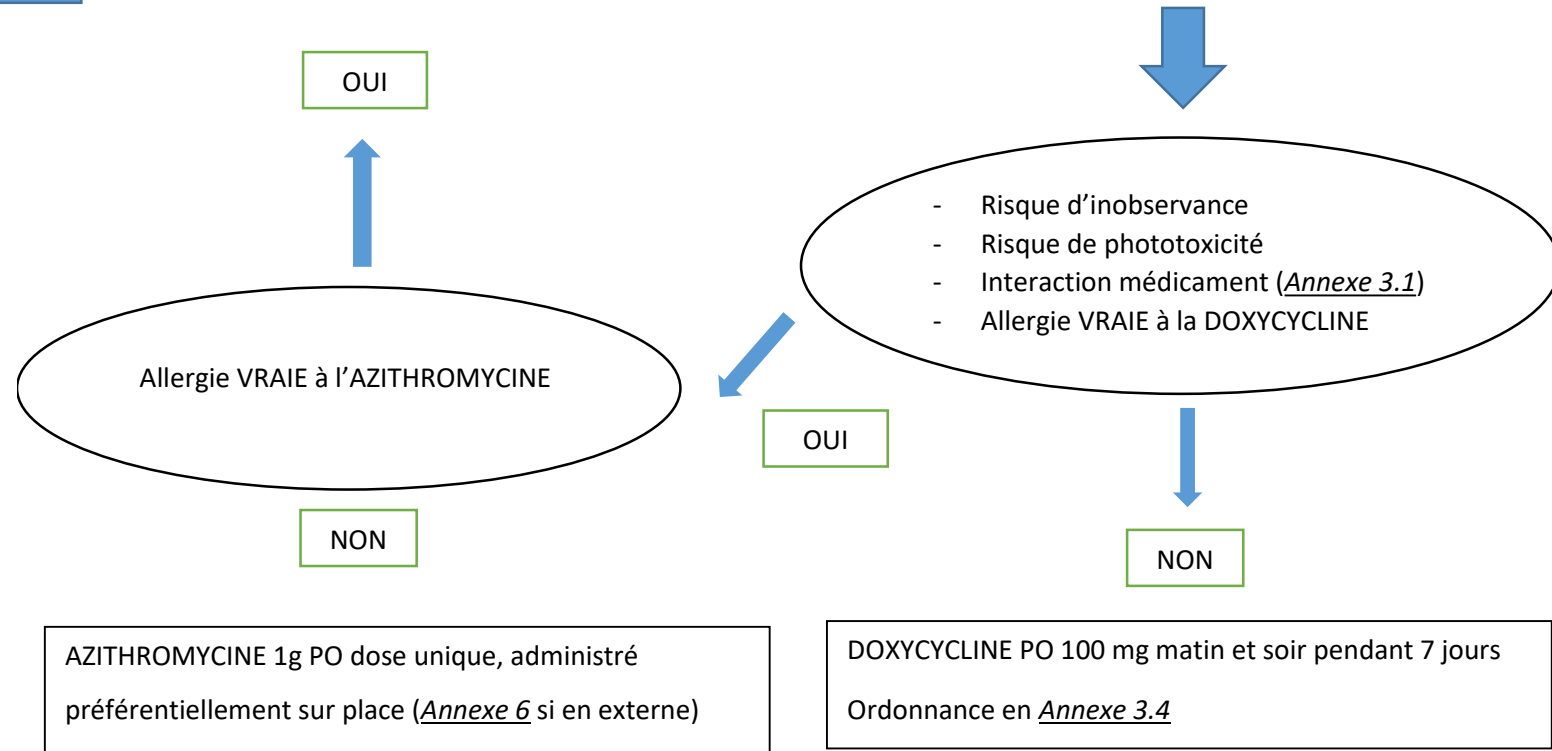 OUI
- Risque d'inobservance
- Risque de phototoxicité
- Interaction médicament (Annexe 3.1)
- Allergie VRAIE à la DOXYCYCLINE
Allergie VRAIE à l'AZITHROMYCINE
OUI
NON
NON
AZITHROMYCINE 1g PO dose unique, administré
préférentiellement sur place (Annexe 6 si en externe)
DOXYCYCLINE PO 100 mg matin et soir pendant 7 jours
Ordonnance en Annexe 3.4